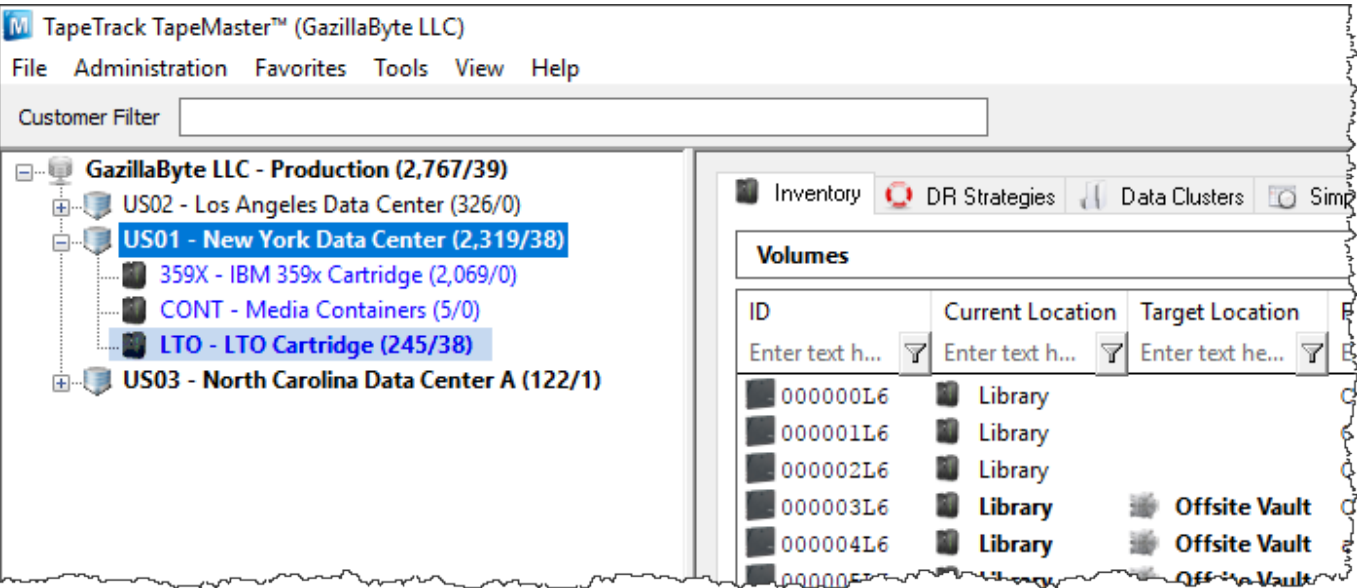 TapeTrack TapeMaster™ (GazillaByte LLC)
File Administration Favorites Tools View Help
Customer Filter
GazillaByte LLC - Production (2,767/39)
US02 - Los Angeles Data Center (326/0)
US01 - New York Data Center (2,319/38)
359X - IBM 359x Cartridge (2,069/0)
CONT - Media Containers (5/0)
LTO - LTO Cartridge (245/38)
US03 - North Carolina Data Center A (122/1)
Inventory DR Strategies Data Clusters
Volumes
ID Current Location Target Location
Enter text h... Enter text h... Enter text he...
000000L6 Library
000001L6 Library
000002L6 Library
000003L6 Library Offsite Vault
000004L6 Library Offsite Vault